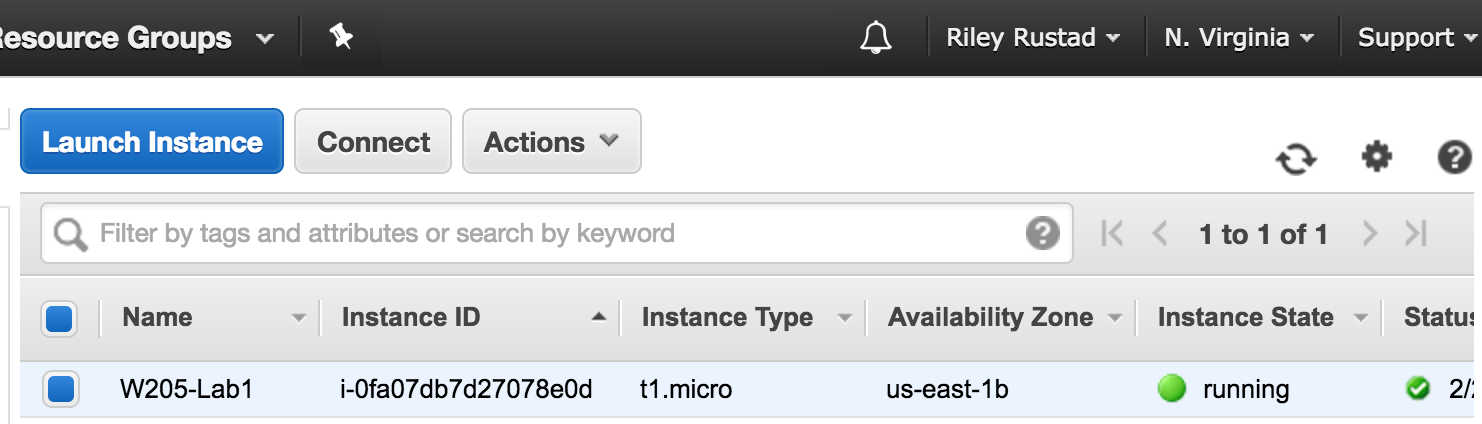 Resource Groups Riley Rustad N. Virginia Support
Launch Instance Connect Actions
Filter by tags and attributes or search by keyword 1 to 1 of 1
Name Instance ID Instance Type Availability Zone Instance State Status
W205-Lab1 i-0fa07db7d27078e0d t1.micro us-east-1b running 2/2